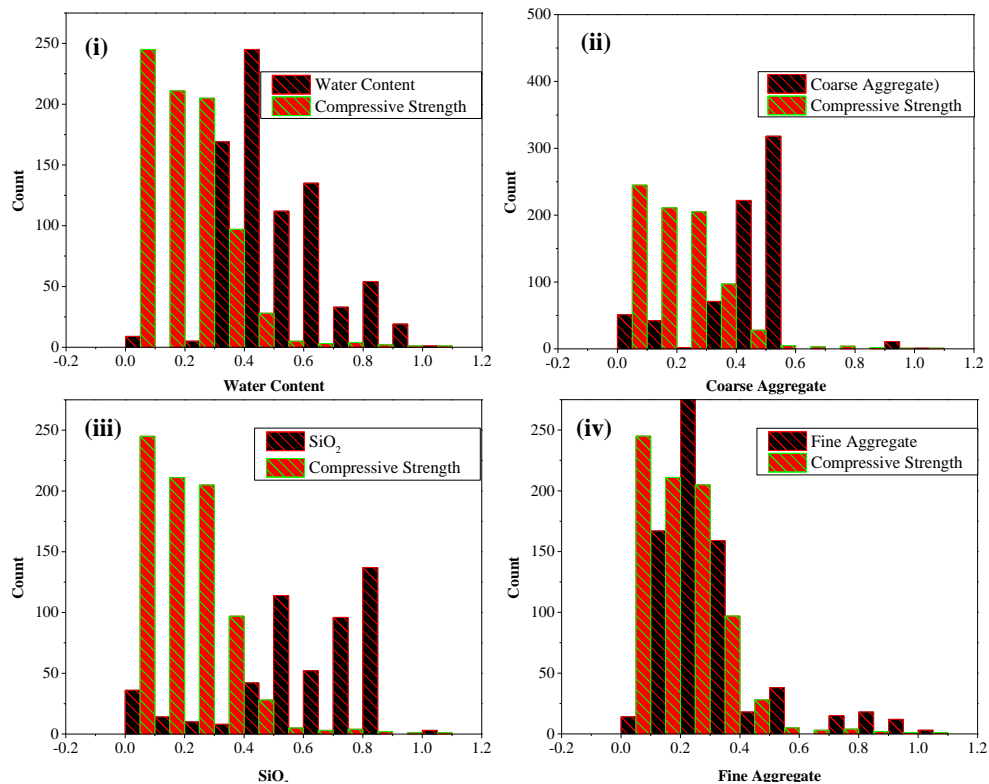 (i)
Water Content
Compressive Strength
Count
250
200
150
100
50
0
-0.2 0.0 0.2 0.4 0.6 0.8 1.0 1.2
Water Content
(ii)
Coarse Aggregate)
Compressive Strength
Count
500
400
300
200
100
0
-0.2 0.0 0.2 0.4 0.6 0.8 1.0 1.2
Coarse Aggregate
(iii)
SiO₂
Compressive Strength
Count
250
200
150
100
50
0
-0.2 0.0 0.2 0.4 0.6 0.8 1.0 1.2
SiO₂
(iv)
Fine Aggregate
Compressive Strength
Count
250
200
150
100
50
0
-0.2 0.0 0.2 0.4 0.6 0.8 1.0 1.2
Fine Aggregate